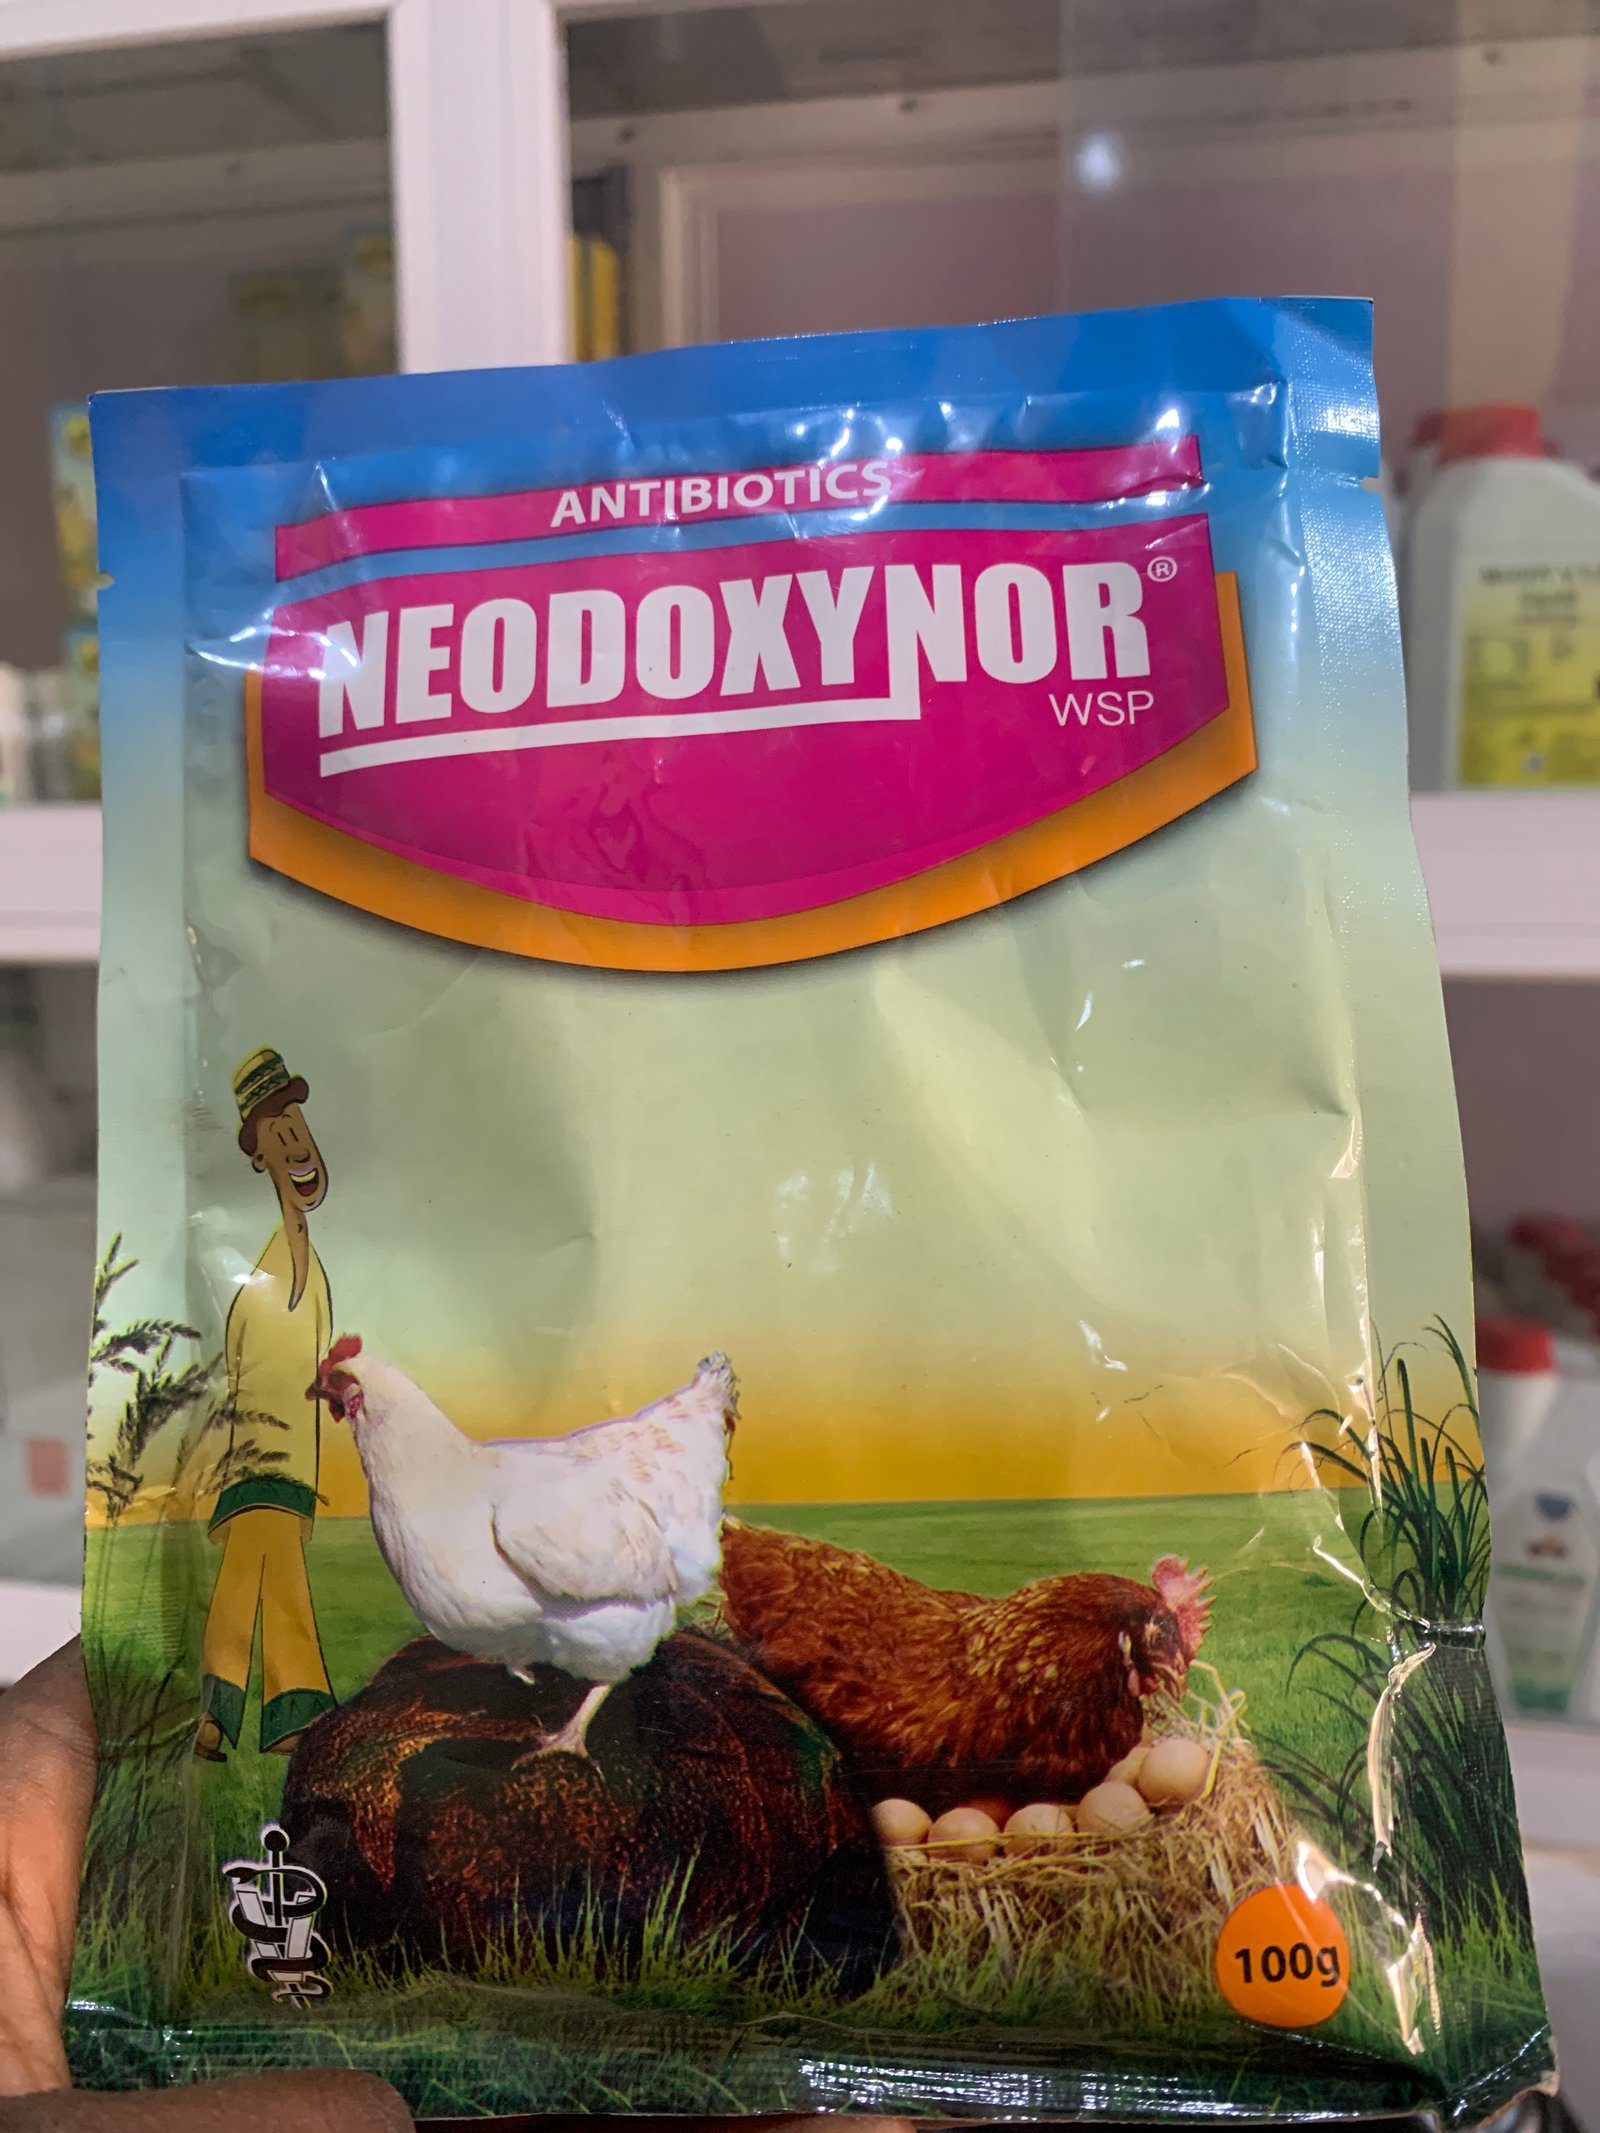 ANTIBIOTICS
NEODOXYNOR®
WSP
100g